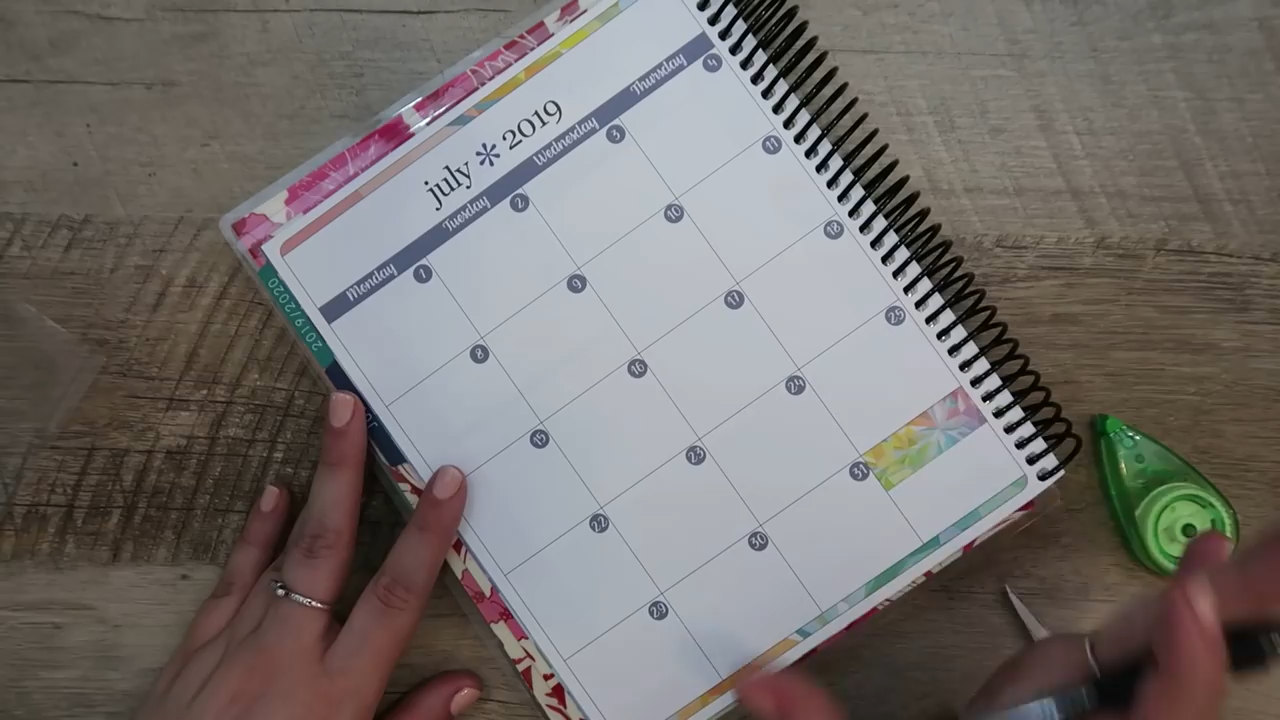 july * 2019
Monday Tuesday Wednesday Thursday
1 2 3 4
8 9 10 11
15 16 17 18
22 23 24 25
29 30 31
2019/2020